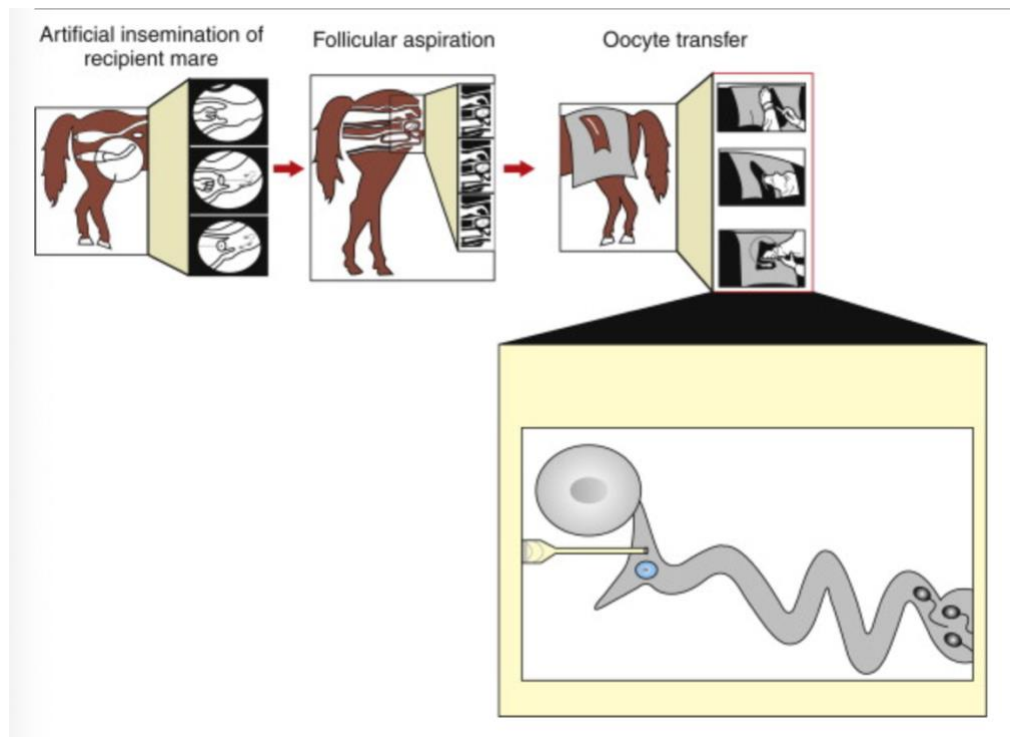 Artificial insemination of
recipient mare
Follicular aspiration
Oocyte transfer